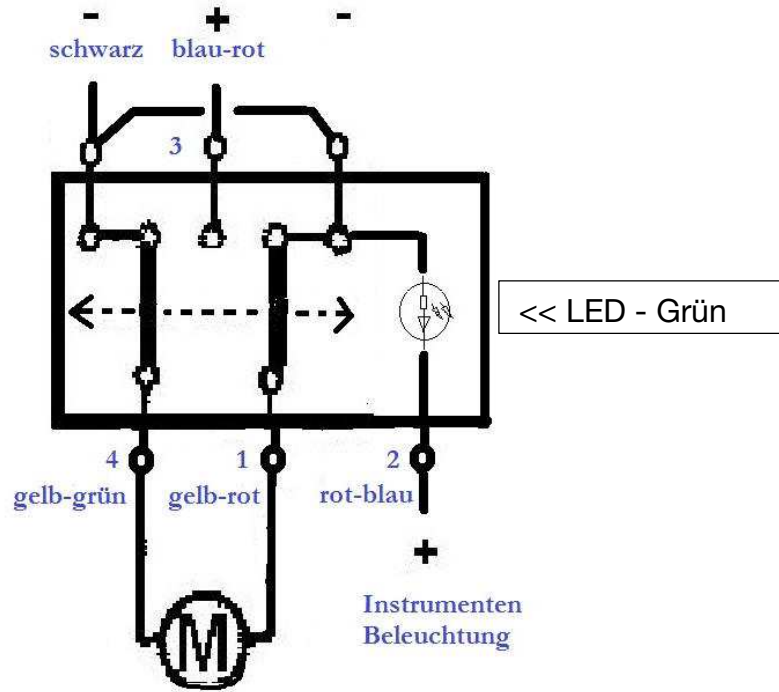 - + -
schwarz blau-rot
3
<< LED - Grün
4 1 2
gelb-grün gelb-rot rot-blau
+
M
Instrumenten
Beleuchtung